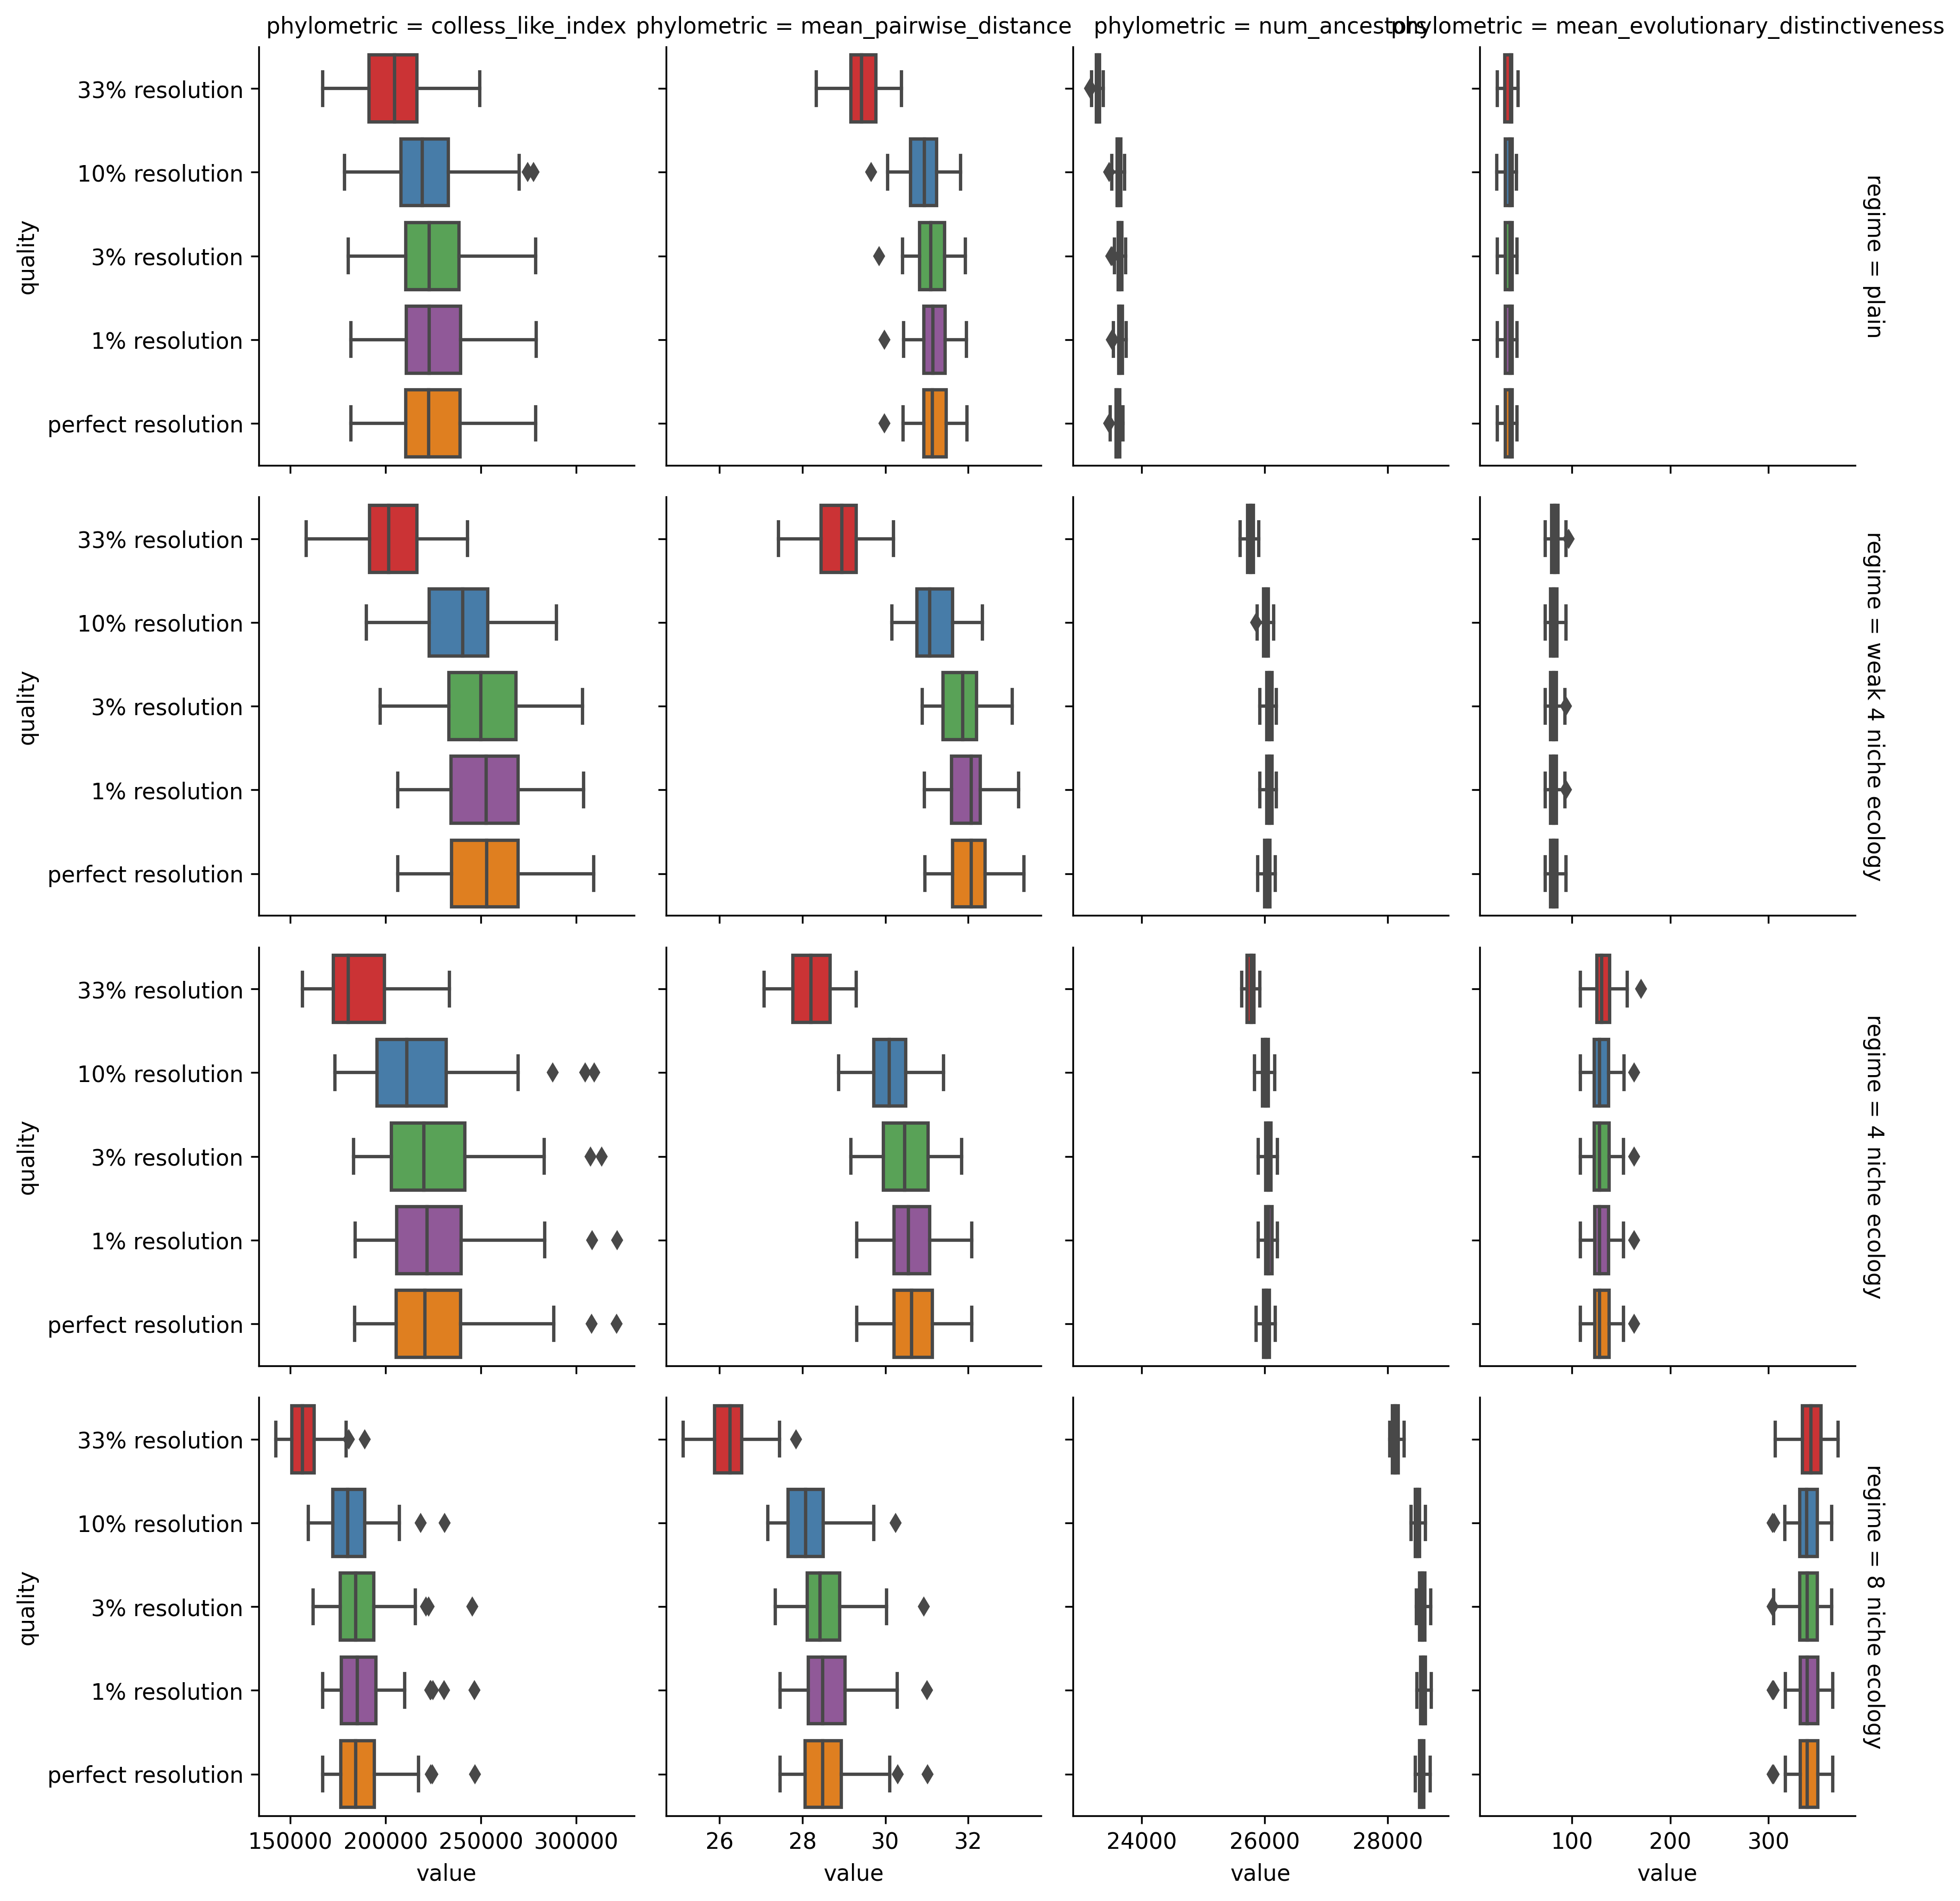 phylometric = colless_like_index
phylometric = mean_pairwise_distance
phylometric = num_ancestors
phylometric = mean_evolutionary_distinctiveness
quality
33% resolution
10% resolution
3% resolution
1% resolution
perfect resolution
regime = plain
quality
33% resolution
10% resolution
3% resolution
1% resolution
perfect resolution
regime = weak 4 niche ecology
quality
33% resolution
10% resolution
3% resolution
1% resolution
perfect resolution
regime = 4 niche ecology
quality
33% resolution
10% resolution
3% resolution
1% resolution
perfect resolution
regime = 8 niche ecology
150000 200000 250000 300000
26 28 30 32
24000 26000 28000
100 200 300
value
value
value
value